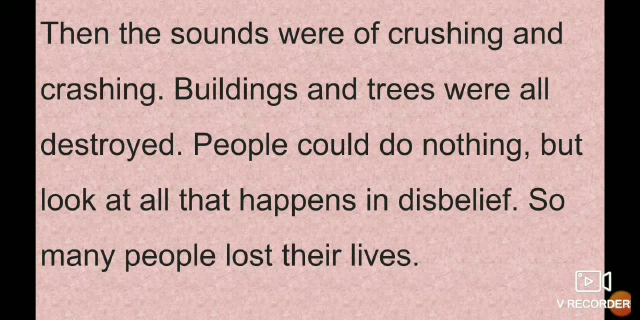 Then the sounds were of crushing and
crashing. Buildings and trees were all
destroyed. People could do nothing, but
look at all that happens in disbelief. So
many people lost their lives.
V RECORDER